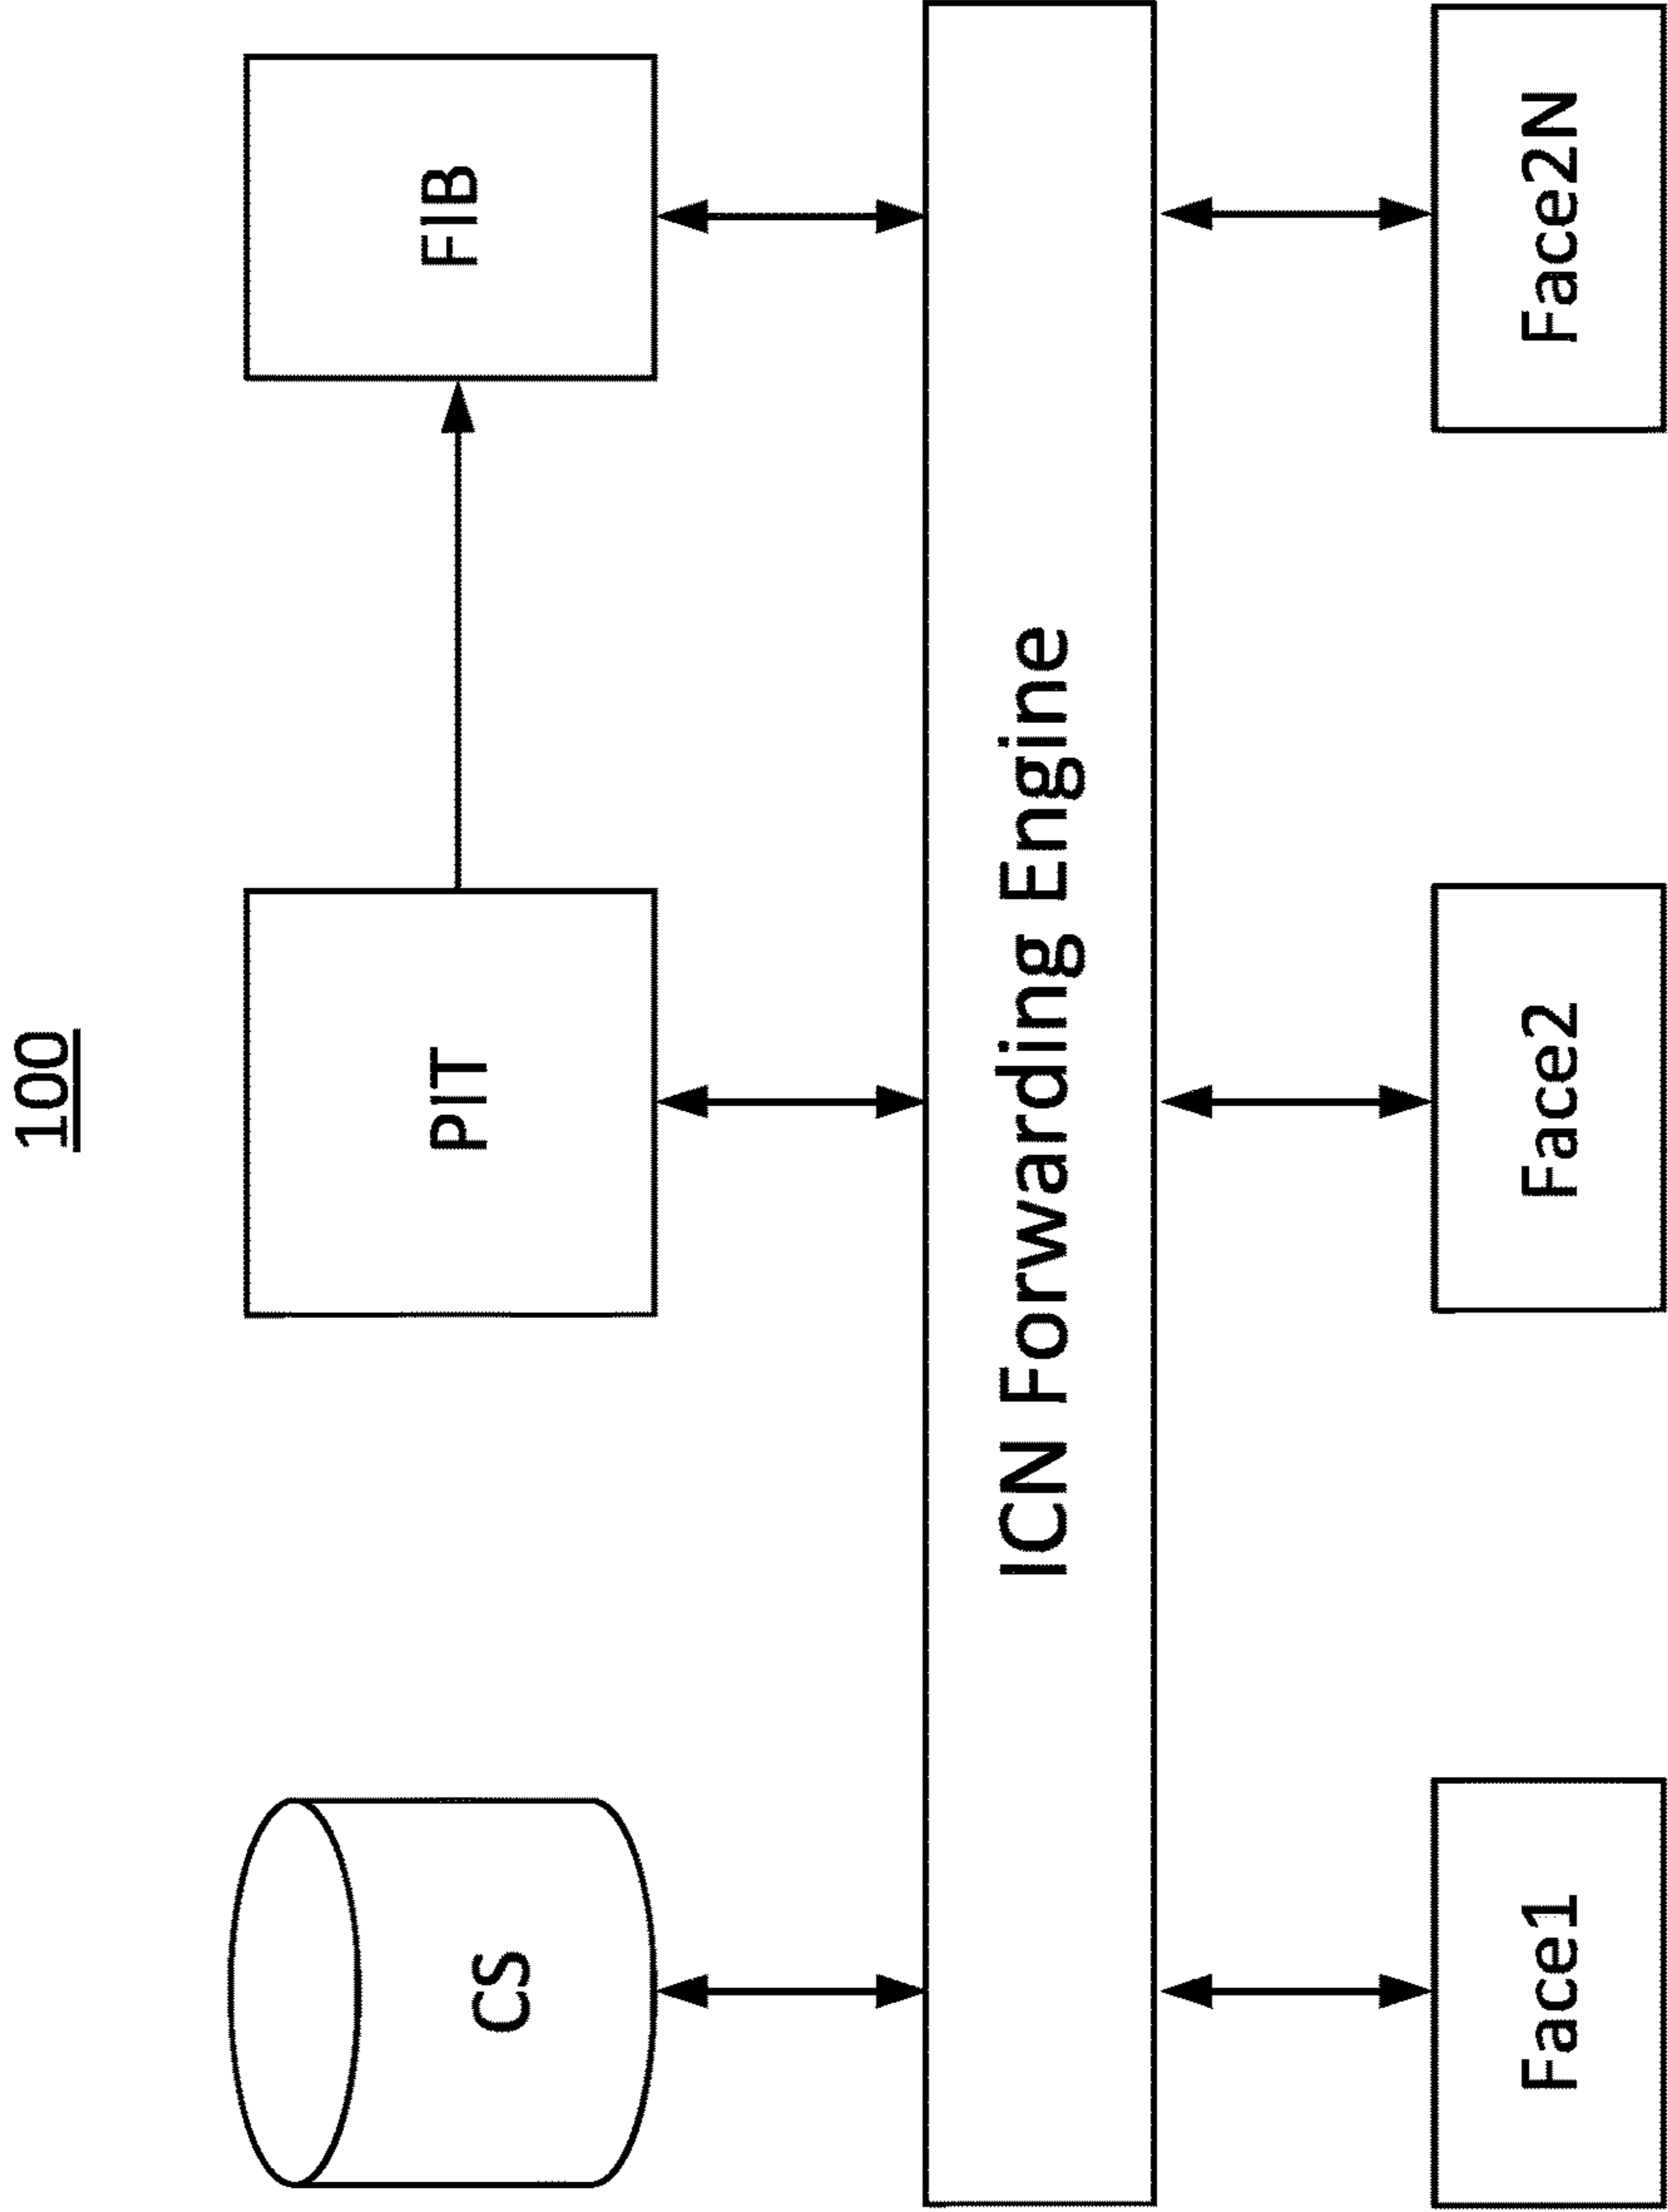 100
CS
PIT
FIB
ICN Forwarding Engine
Face1
Face2
Face2N